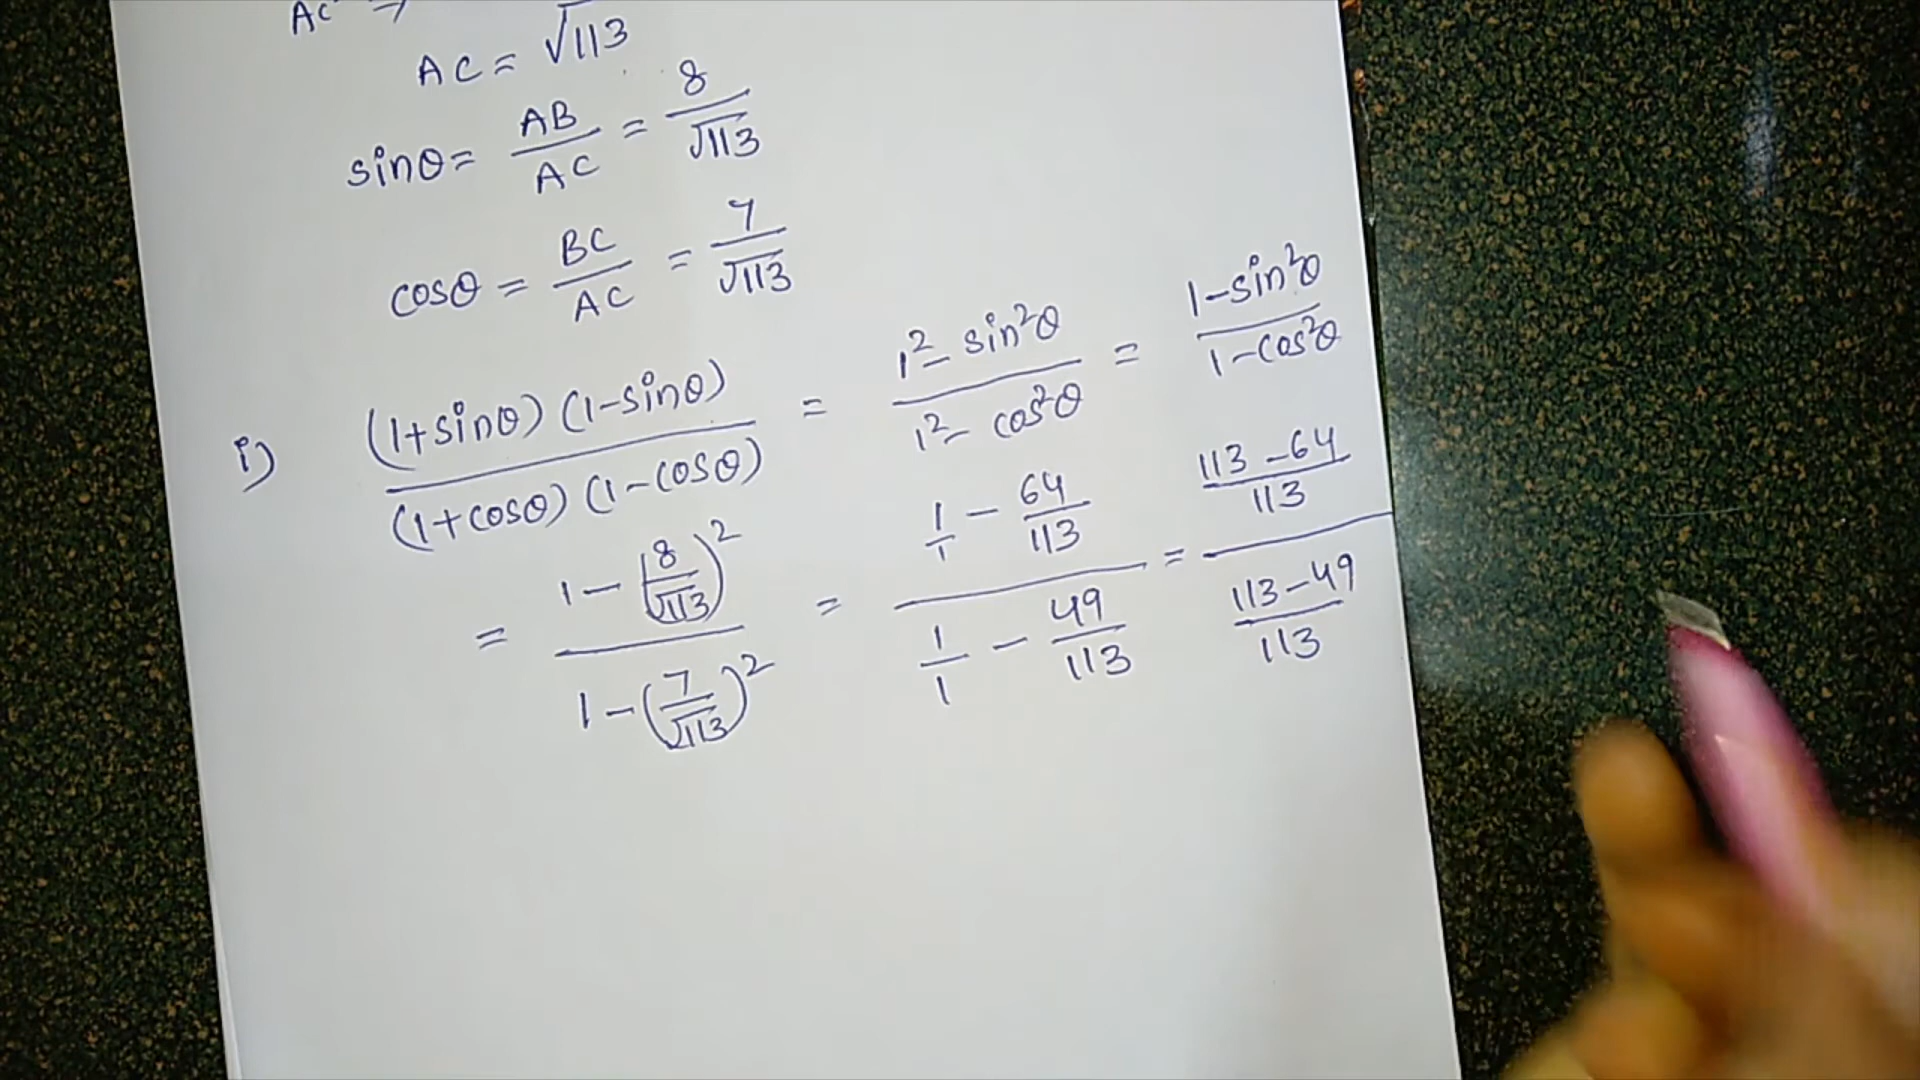 AC =
AC = √113
sinθ = AB/AC = 8/√113
cosθ = BC/AC = 7/√113
i) (1+sinθ)(1-sinθ)/(1+cosθ)(1-cosθ) = 1²-sin²θ/1²-cos²θ = 1-sin²θ/1-cos²θ
= 1-(8/√113)²/1-(7/√113)² = 1/1 - 64/113/1/1 - 49/113 = 113-64/113/113-49/113